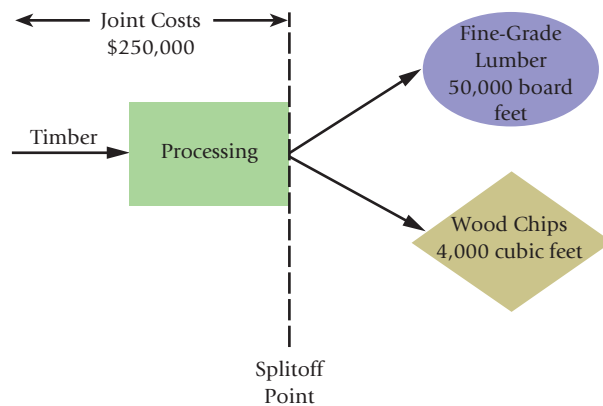 Joint Costs
$250,000
Fine-Grade
Lumber
50,000 board
feet
Timber
Processing
Wood Chips
4,000 cubic feet
Splitoff
Point